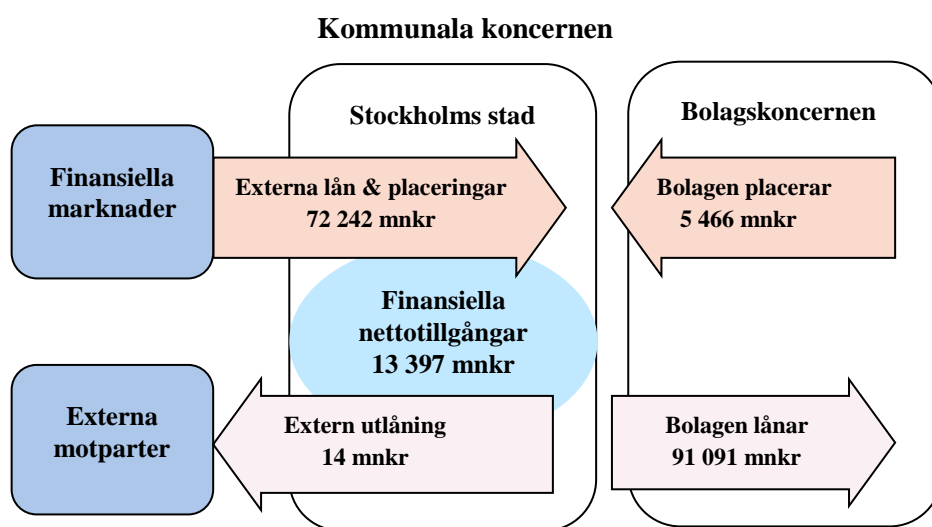 Kommunala koncernen
Stockholms stad
Bolagskoncernen
Finansiella
marknader
Externa lån & placeringar
72 242 mnkr
Bolagen placerar
5 466 mnkr
Finansiella
nettotillgångar
13 397 mnkr
Externa
motparter
Extern utlåning
14 mnkr
Bolagen lånar
91 091 mnkr